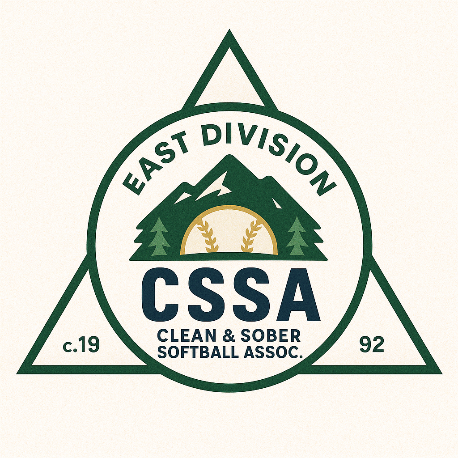 EAST DIVISION
CSSA
CLEAN & SOBER
SOFTBALL ASSOC.
c.19 92